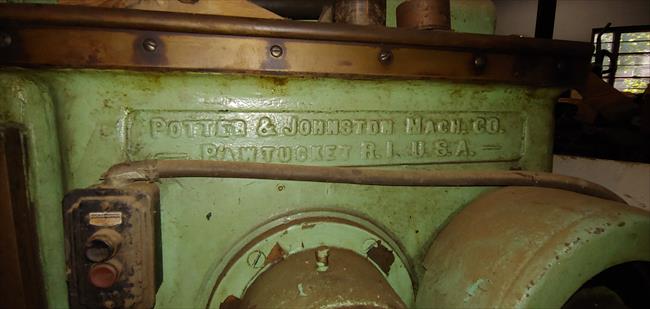 POTTER & JOHNSTON MACH. CO.
PAWTUCKET R.I. U.S.A.